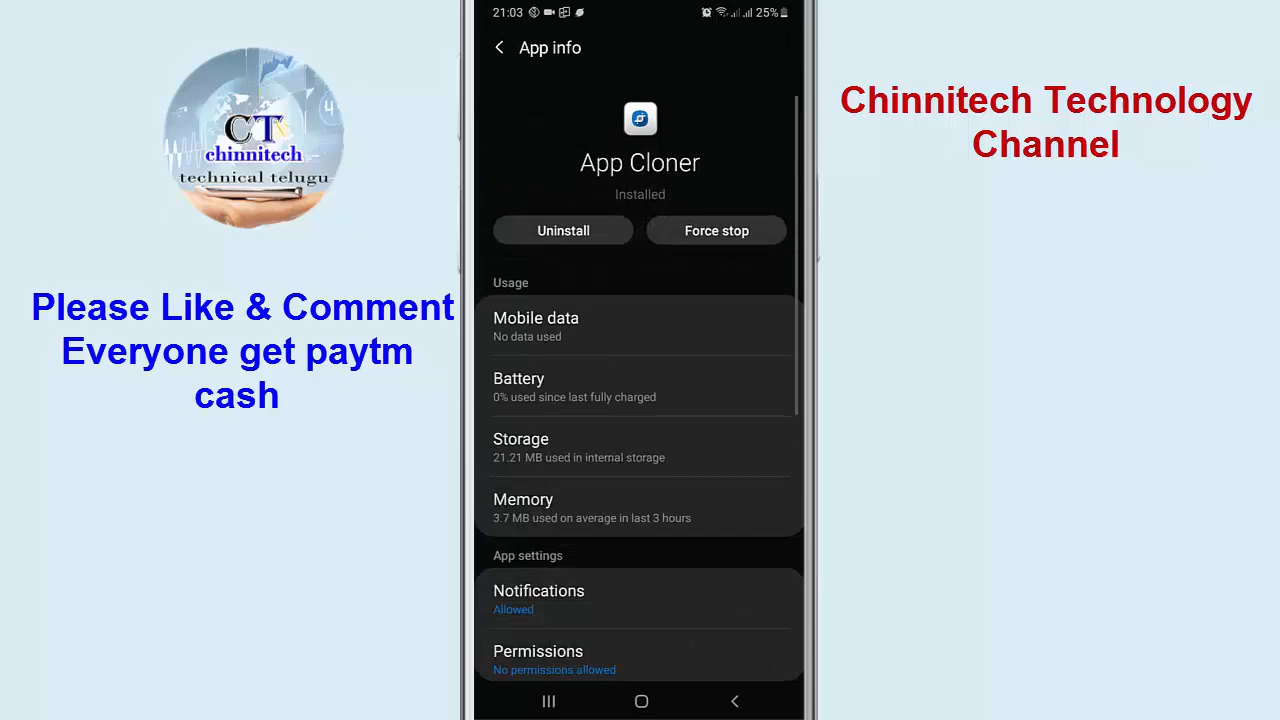 CT
chinnitech
technical telugu
Please Like & Comment
Everyone get paytm
cash
21:03
25%
App info
App Cloner
Installed
Uninstall
Force stop
Usage
Mobile data
No data used
Battery
0% used since last fully charged
Storage
21.21 MB used in internal storage
Memory
3.7 MB used on average in last 3 hours
App settings
Notifications
Allowed
Permissions
No permissions allowed
Chinnitech Technology
Channel